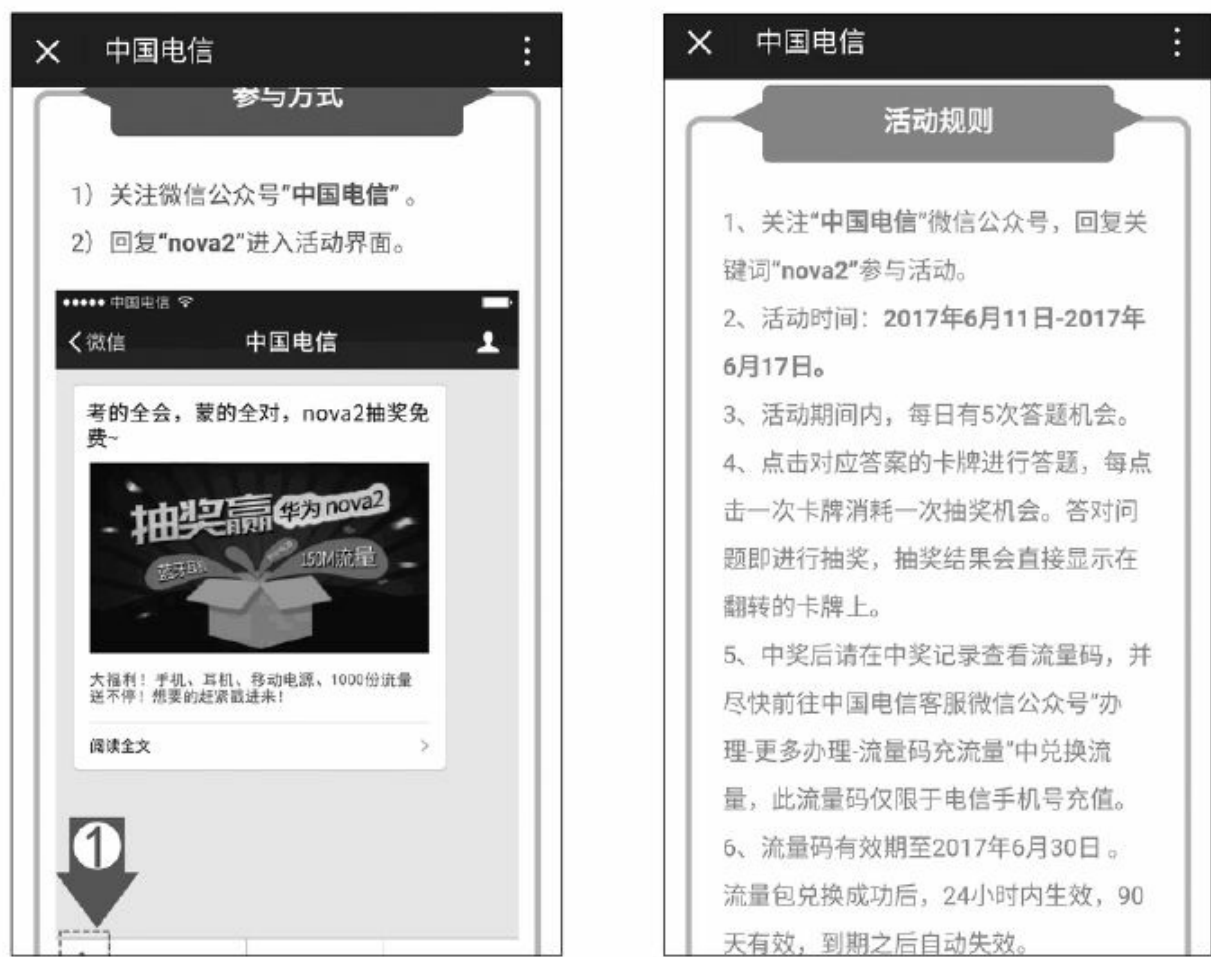 中国电信
参与方式
1）关注微信公众号"中国电信"。
2）回复"nova2"进入活动界面。
中国电信
微信
中国电信
考的全会，蒙的全对，nova2抽奖免
费~
抽奖赢
华为nova2
蓝牙耳机
150M流量
大福利！手机、耳机、移动电源、1000份流量
送不停！想要的赶紧戳进来！
阅读全文
1
中国电信
活动规则
1、关注"中国电信"微信公众号，回复关
键词"nova2"参与活动。
2、活动时间：2017年6月11日-2017年
6月17日。
3、活动期间内，每日有5次答题机会。
4、点击对应答案的卡牌进行答题，每点
击一次卡牌消耗一次抽奖机会。答对问
题即进行抽奖，抽奖结果会直接显示在
翻转的卡牌上。
5、中奖后请在中奖记录查看流量码，并
尽快前往中国电信客服微信公众号"办
理-更多办理-流量码充流量"中兑换流
量，此流量码仅限于电信手机号充值。
6、流量码有效期至2017年6月30日。
流量包兑换成功后，24小时内生效，90
天有效，到期之后自动失效。